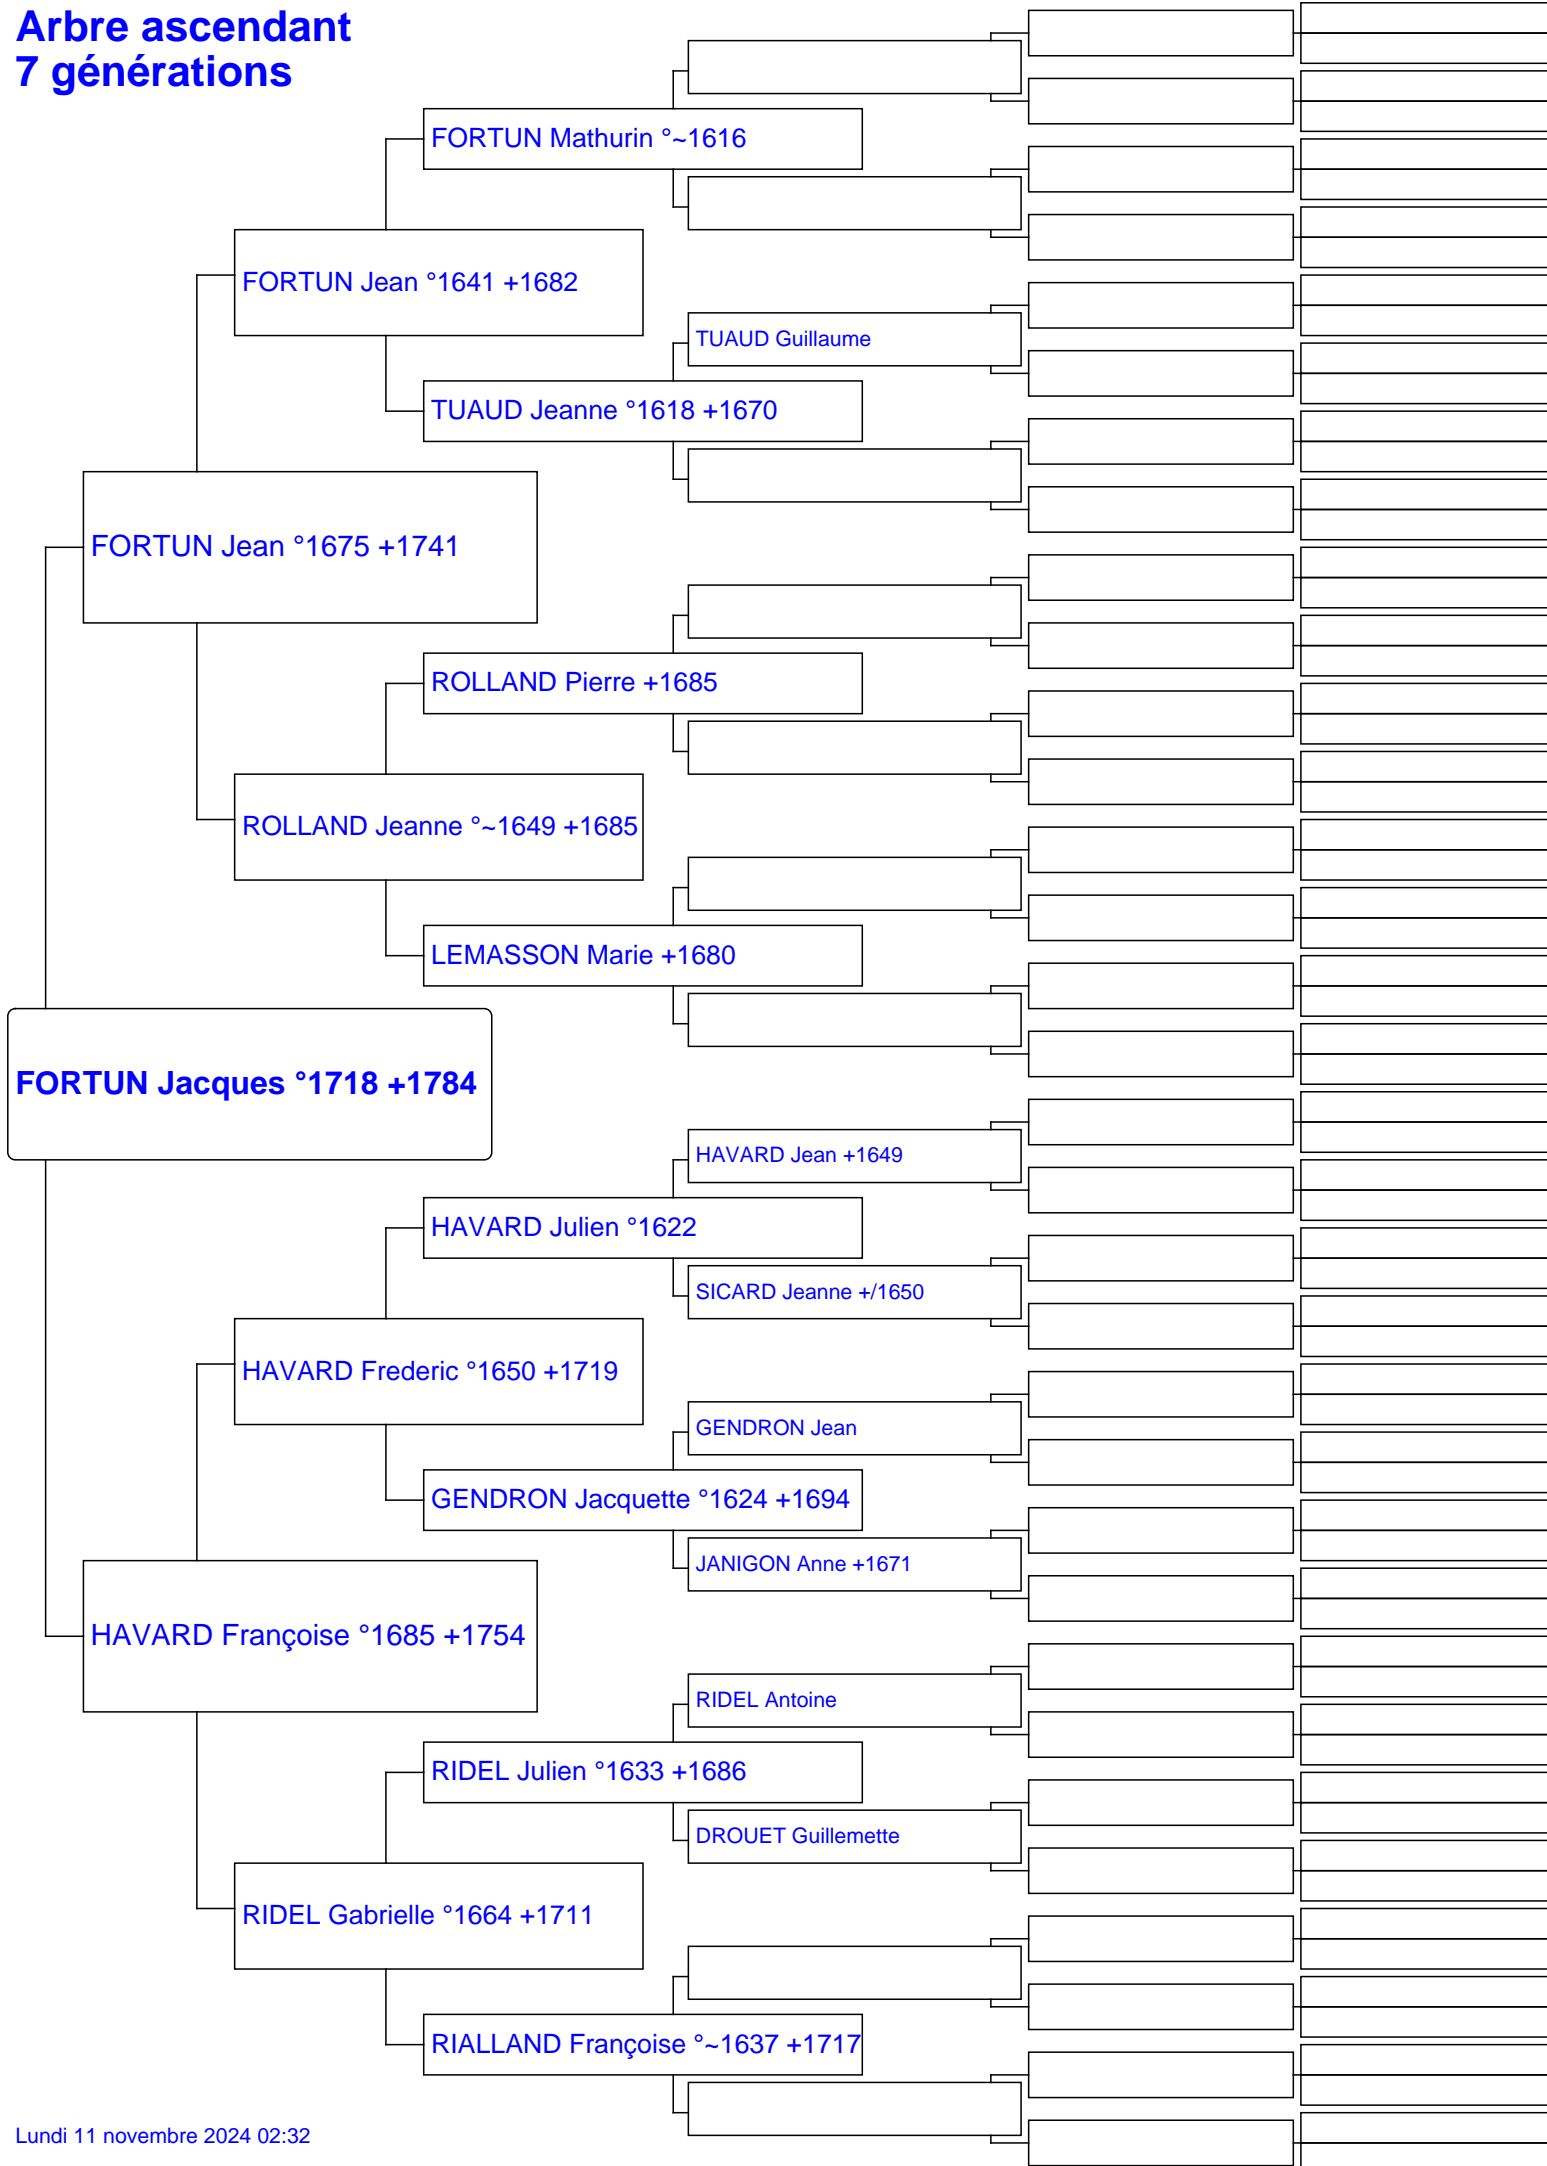 Arbre ascendant
7 générations
FORTUN Mathurin °~1616
FORTUN Jean °1641 +1682
TUAUD Guillaume
TUAUD Jeanne °1618 +1670
FORTUN Jean °1675 +1741
ROLLAND Pierre +1685
ROLLAND Jeanne °~1649 +1685
LEMASSON Marie +1680
FORTUN Jacques °1718 +1784
HAVARD Jean +1649
HAVARD Julien °1622
SICARD Jeanne +/1650
HAVARD Frederic °1650 +1719
GENDRON Jean
GENDRON Jacquette °1624 +1694
JANIGON Anne +1671
HAVARD Françoise °1685 +1754
RIDEL Antoine
RIDEL Julien °1633 +1686
DROUET Guillemette
RIDEL Gabrielle °1664 +1711
RIALLAND Françoise °~1637 +1717
Lundi 11 novembre 2024 02:32